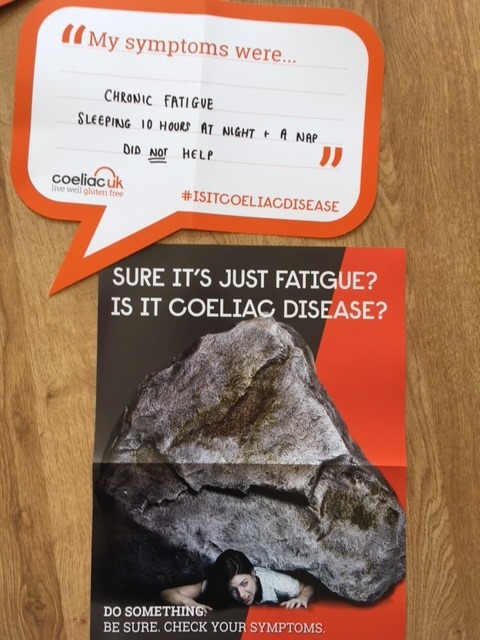 " My symptoms were...
CHRONIC FATIGUE
SLEEPING 10 HOURS AT NIGHT + A NAP
DID NOT HELP "
coeliac uk
live well gluten free
#ISITCOELIACDISEASE
SURE IT'S JUST FATIGUE?
IS IT COELIAC DISEASE?
DO SOMETHING.
BE SURE. CHECK YOUR SYMPTOMS.